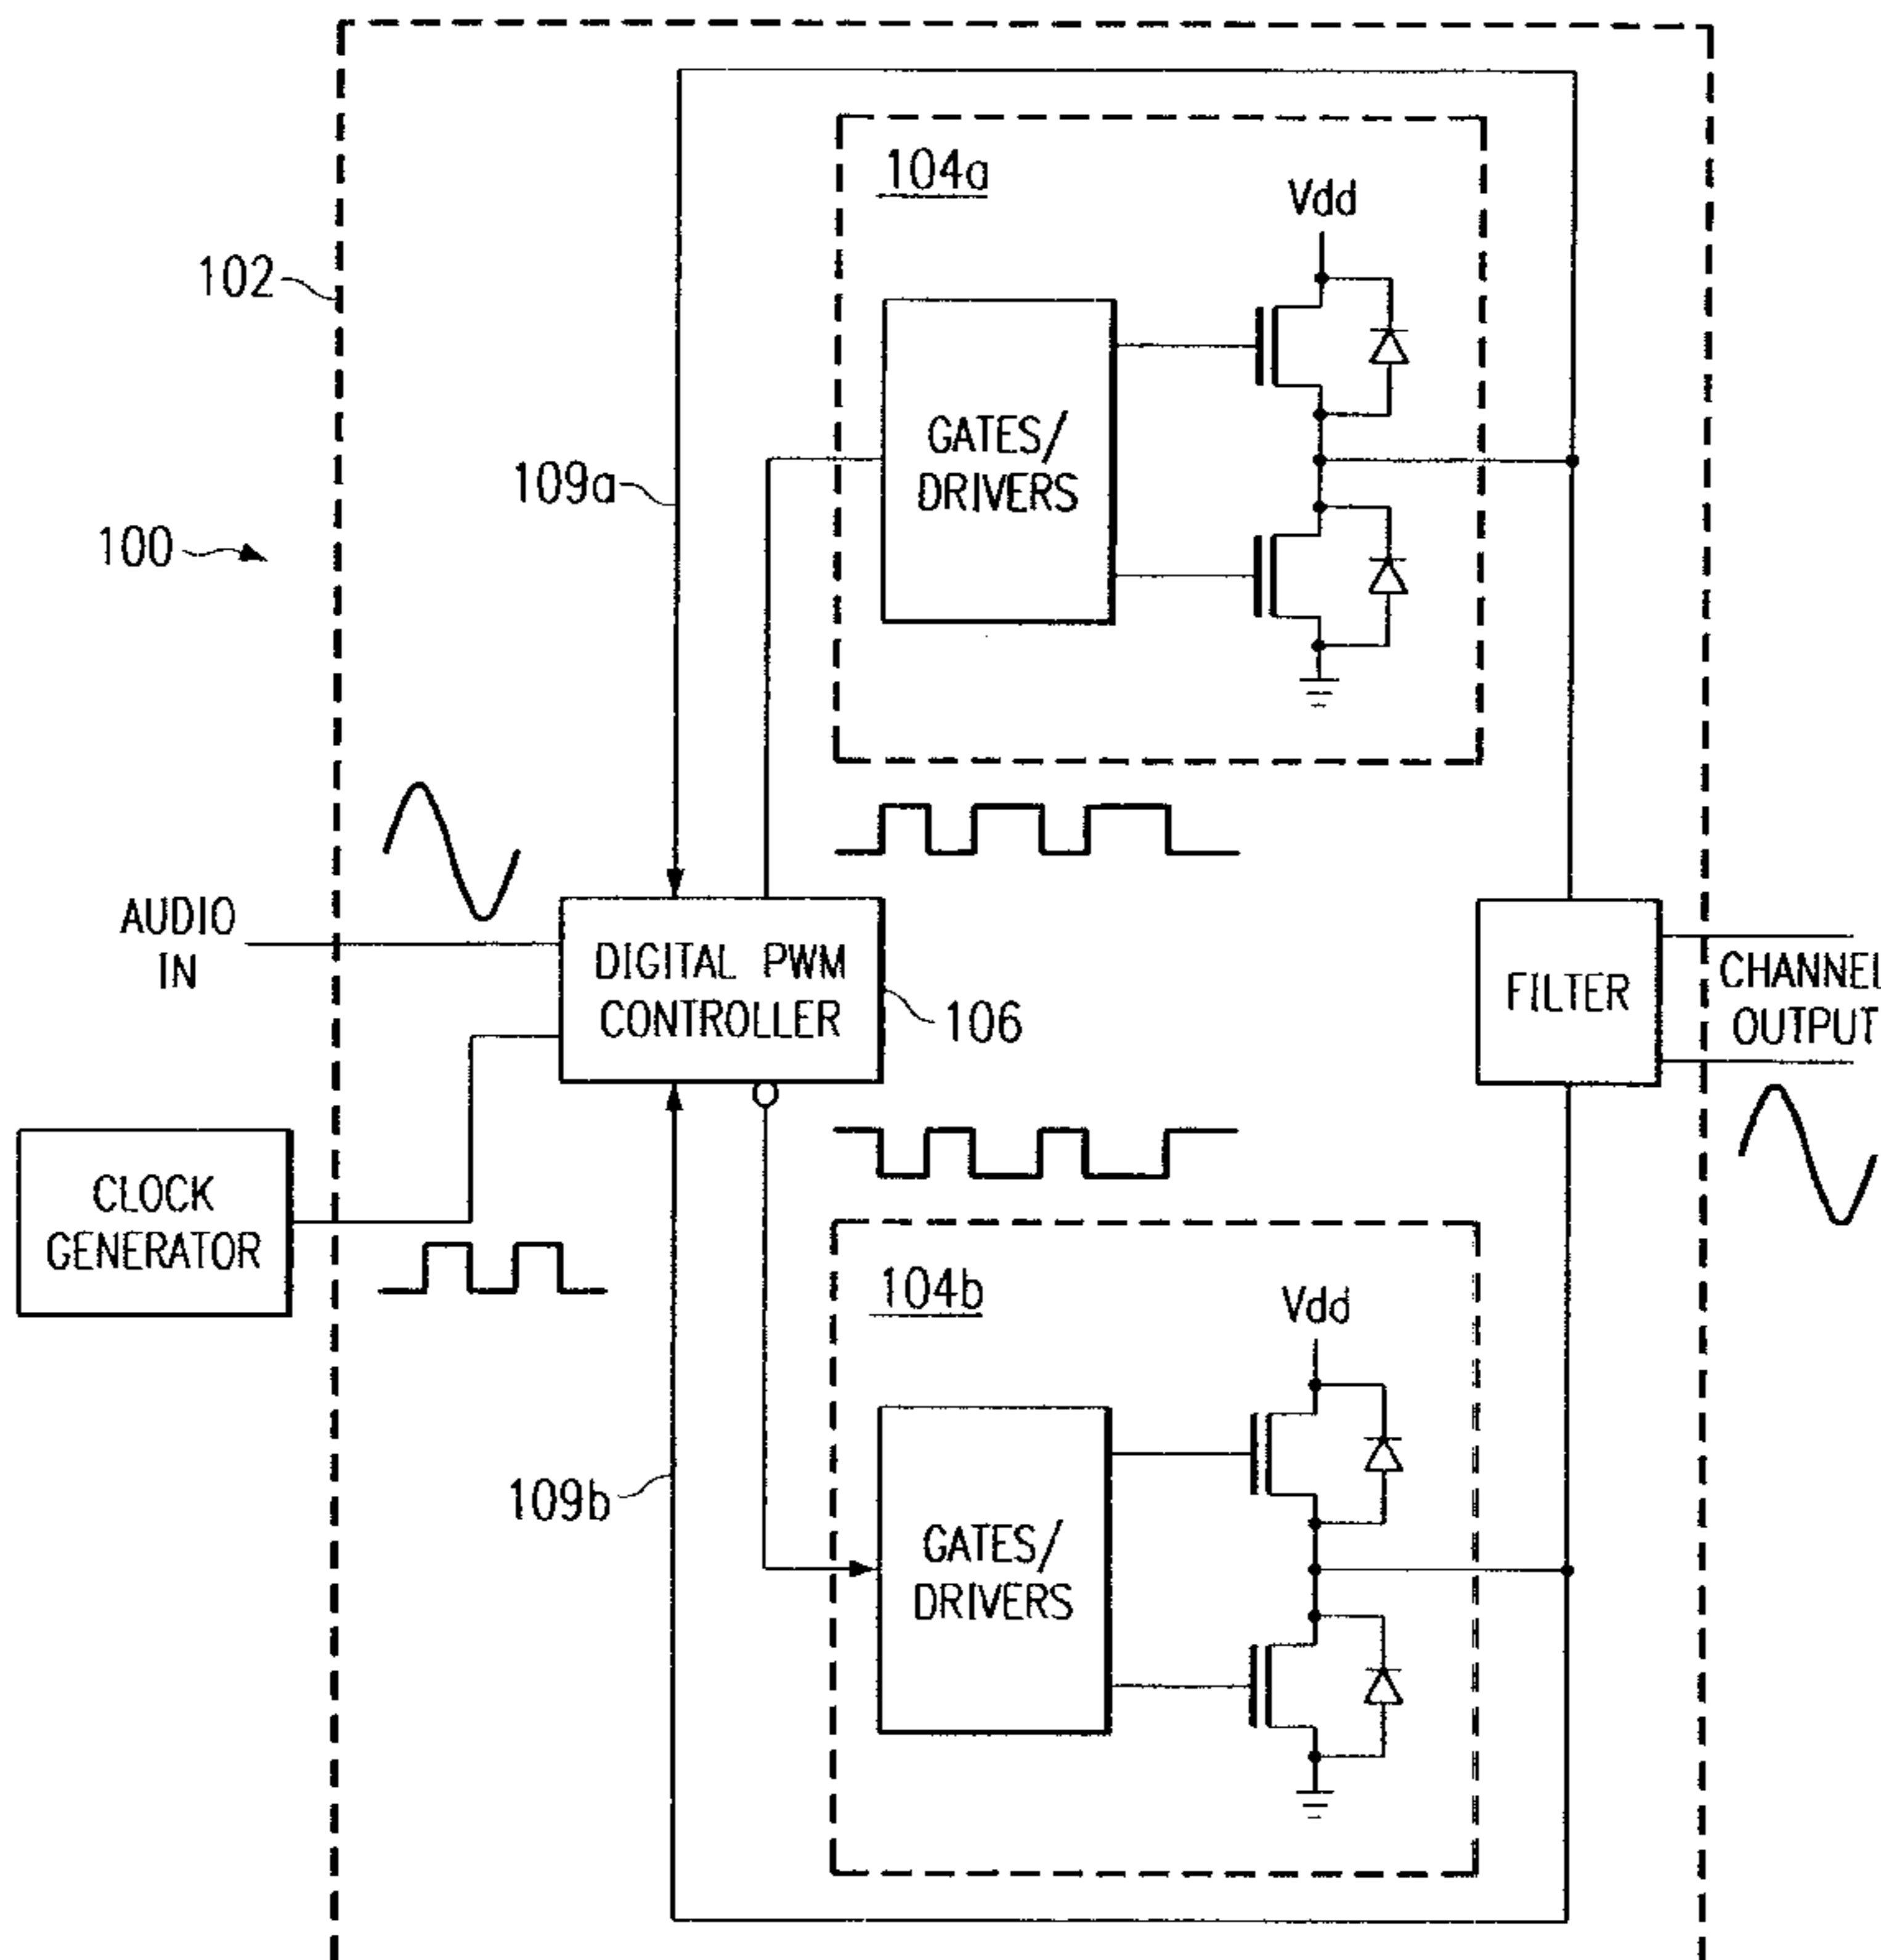 104a
Vdd
102
GATES/
DRIVERS
109a
100
AUDIO
IN
DIGITAL PWM
CONTROLLER
106
FILTER
CHANNEL
OUTPUT
CLOCK
GENERATOR
104b
Vdd
109b
GATES/
DRIVERS